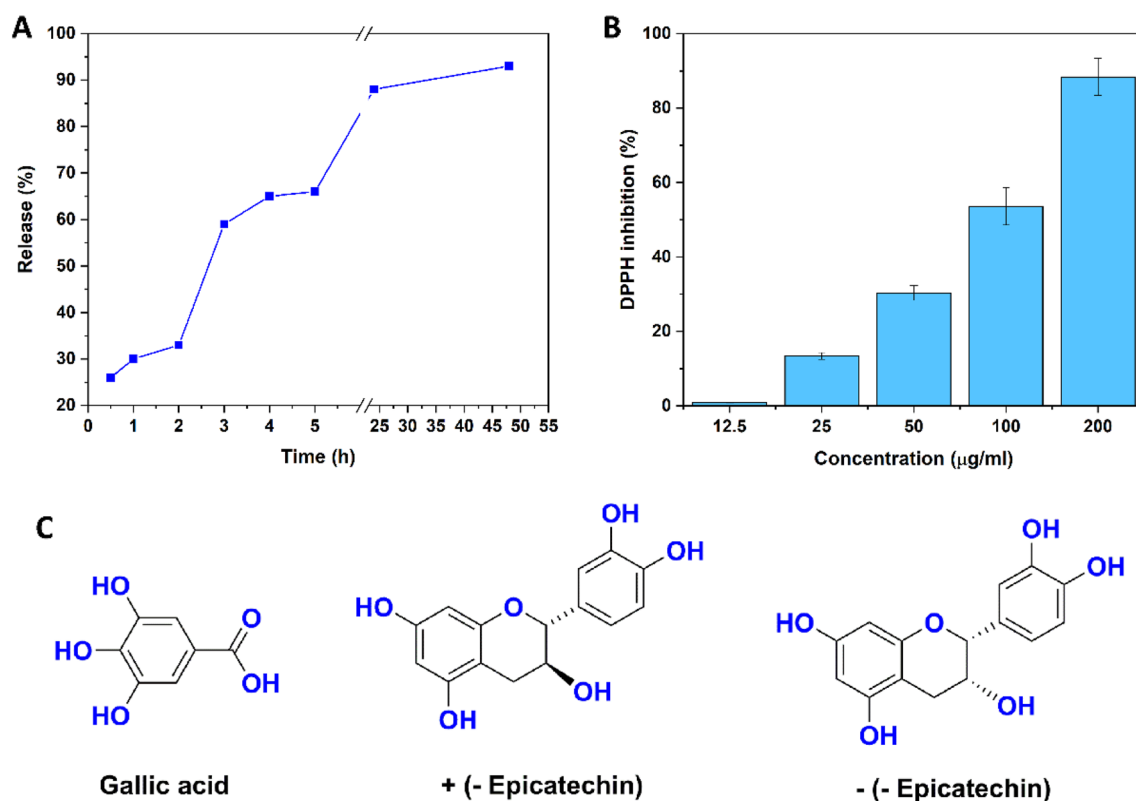 A
Release (%)
100
90
80
70
60
50
40
30
20
0 1 2 3 4 5 25 30 35 40 45 50 55
Time (h)
B
DPPH inhibition (%)
100
80
60
40
20
0
12.5 25 50 100 200
Concentration (µg/ml)
C
HO
HO
HO
O
OH
Gallic acid
OH
OH
HO
O
OH
OH
+ (- Epicatechin)
OH
OH
HO
O
OH
OH
- (- Epicatechin)